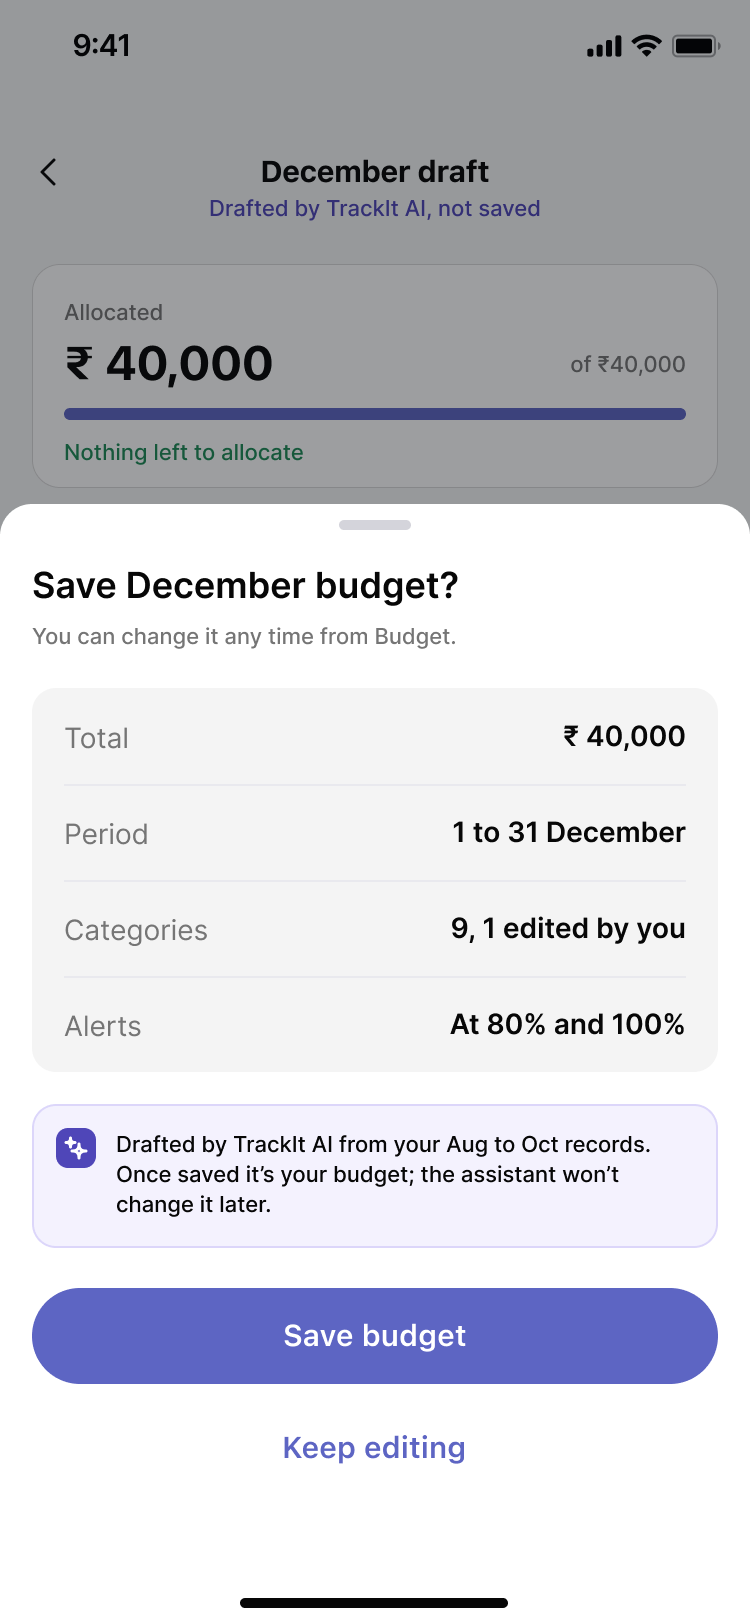 9:41
December draft
Drafted by TrackIt AI, not saved
Allocated
₹ 40,000
of ₹40,000
Nothing left to allocate
Save December budget?
You can change it any time from Budget.
Total
₹ 40,000
Period
1 to 31 December
Categories
9, 1 edited by you
Alerts
At 80% and 100%
Drafted by TrackIt AI from your Aug to Oct records.
Once saved it’s your budget; the assistant won’t
change it later.
Save budget
Keep editing